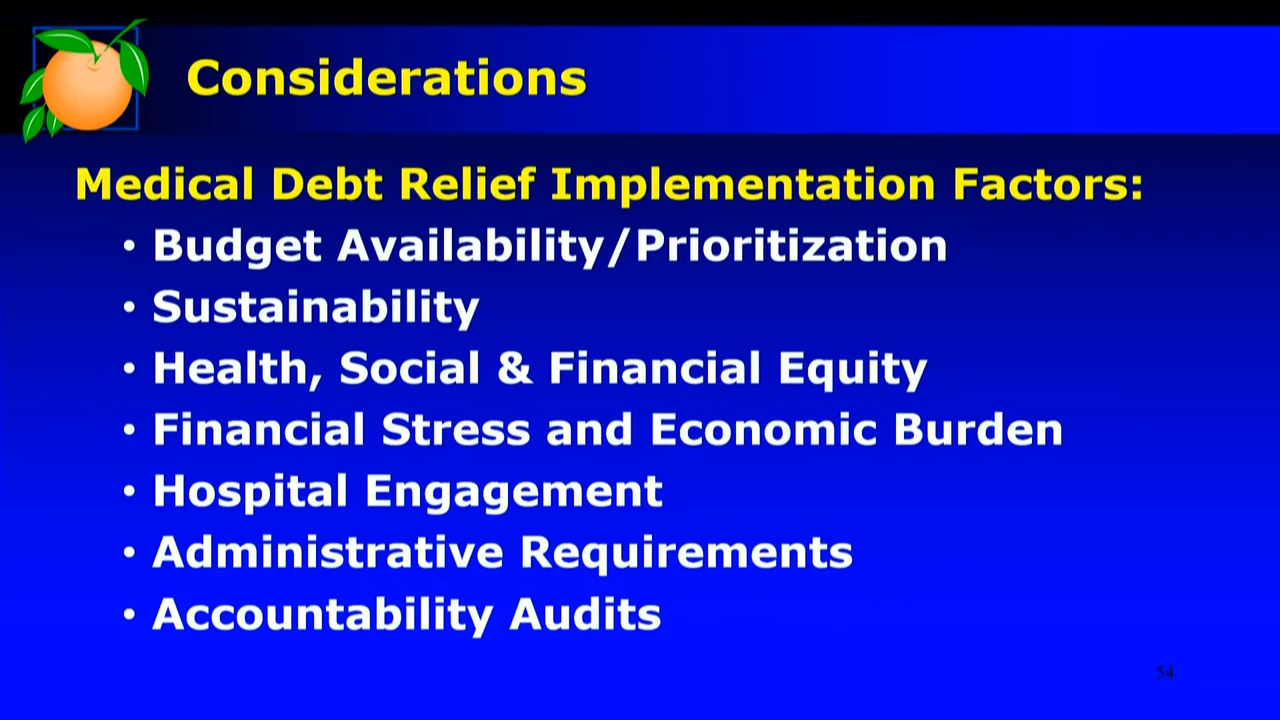 Considerations
Medical Debt Relief Implementation Factors:
• Budget Availability/Prioritization
• Sustainability
• Health, Social & Financial Equity
• Financial Stress and Economic Burden
• Hospital Engagement
• Administrative Requirements
• Accountability Audits
54